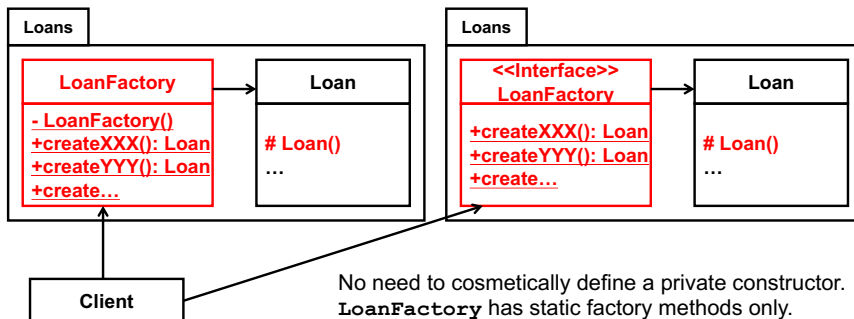 Loans
LoanFactory
- LoanFactory()
+createXXX(): Loan
+createYYY(): Loan
+create…
Loan
# Loan()
…
Loans
<<Interface>>
LoanFactory
+createXXX(): Loan
+createYYY(): Loan
+create…
Loan
# Loan()
…
Client
No need to cosmetically define a private constructor.
LoanFactory has static factory methods only.